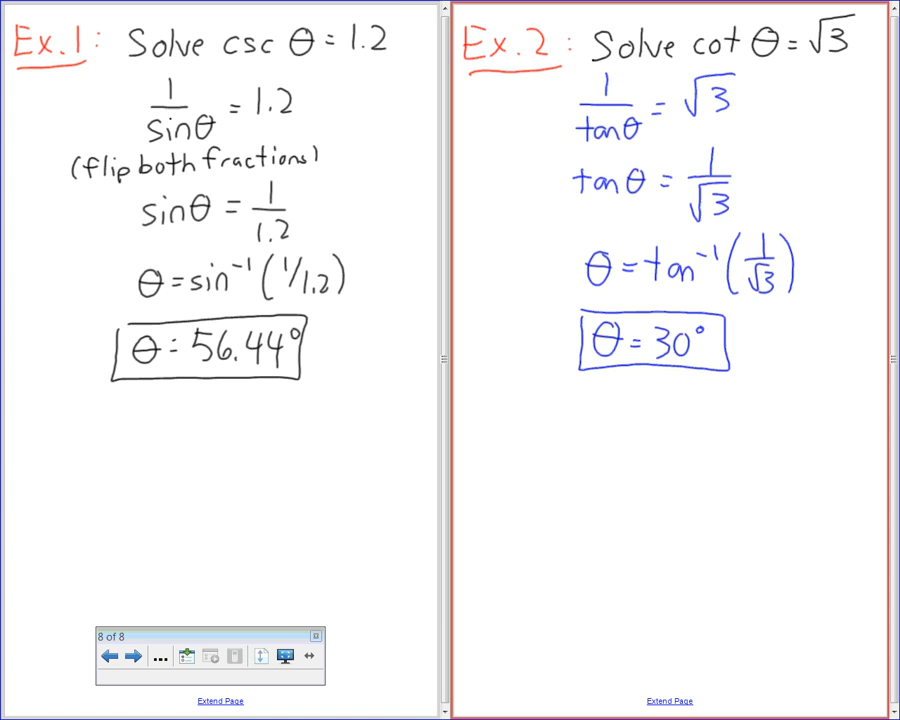 Ex.1: Solve csc θ = 1.2
1/sinθ = 1.2
(flip both fractions)
sinθ = 1/1.2
θ = sin⁻¹ (1/1.2)
θ = 56.44°
8 of 8
...
Extend Page
Ex.2: Solve cot θ = √3
1/tanθ = √3
tanθ = 1/√3
θ = tan⁻¹ (1/√3)
θ = 30°
Extend Page